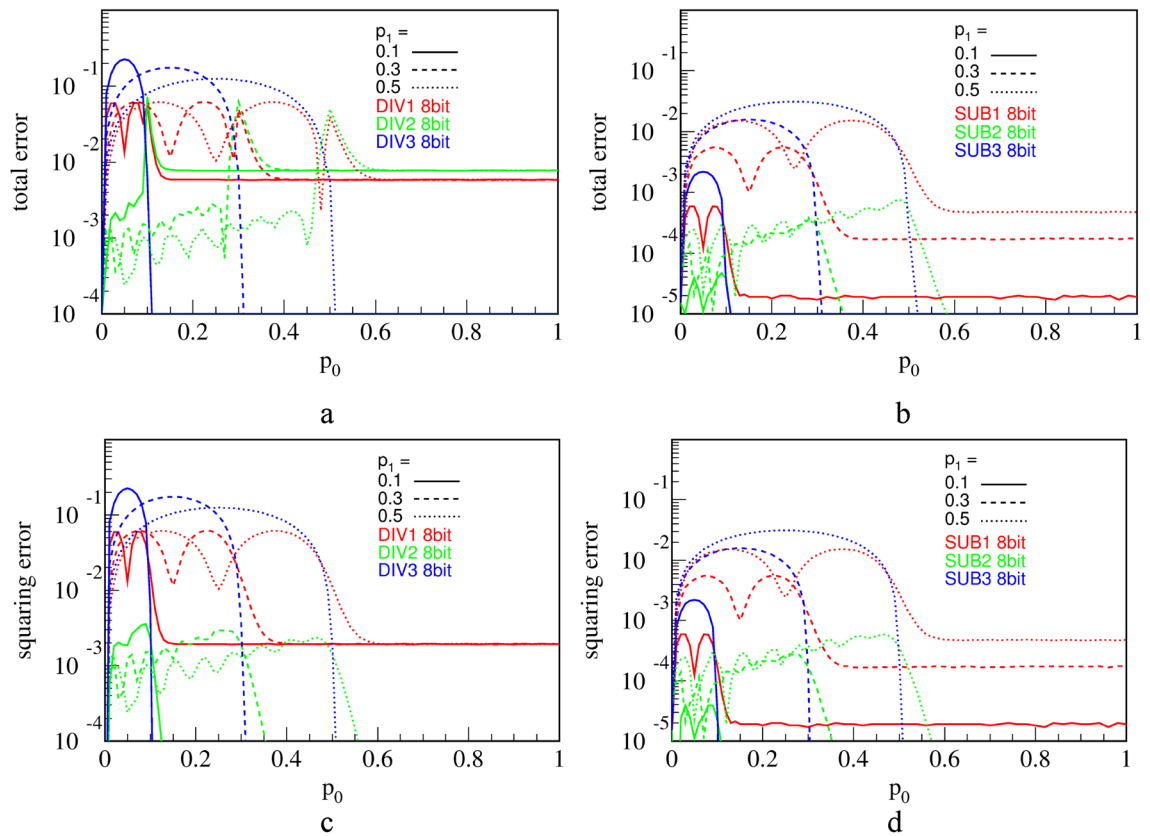 total error
10 -1
10 -2
10 -3
10 -4
p1 =
0.1
0.3
0.5
DIV1 8bit
DIV2 8bit
DIV3 8bit
0 0.2 0.4 0.6 0.8 1
p0
a
total error
10 -1
10 -2
10 -3
10 -4
10 -5
p1 =
0.1
0.3
0.5
SUB1 8bit
SUB2 8bit
SUB3 8bit
0 0.2 0.4 0.6 0.8 1
p0
b
squaring error
10 -1
10 -2
10 -3
10 -4
p1 =
0.1
0.3
0.5
DIV1 8bit
DIV2 8bit
DIV3 8bit
0 0.2 0.4 0.6 0.8 1
p0
c
squaring error
10 -1
10 -2
10 -3
10 -4
10 -5
p1 =
0.1
0.3
0.5
SUB1 8bit
SUB2 8bit
SUB3 8bit
0 0.2 0.4 0.6 0.8 1
p0
d